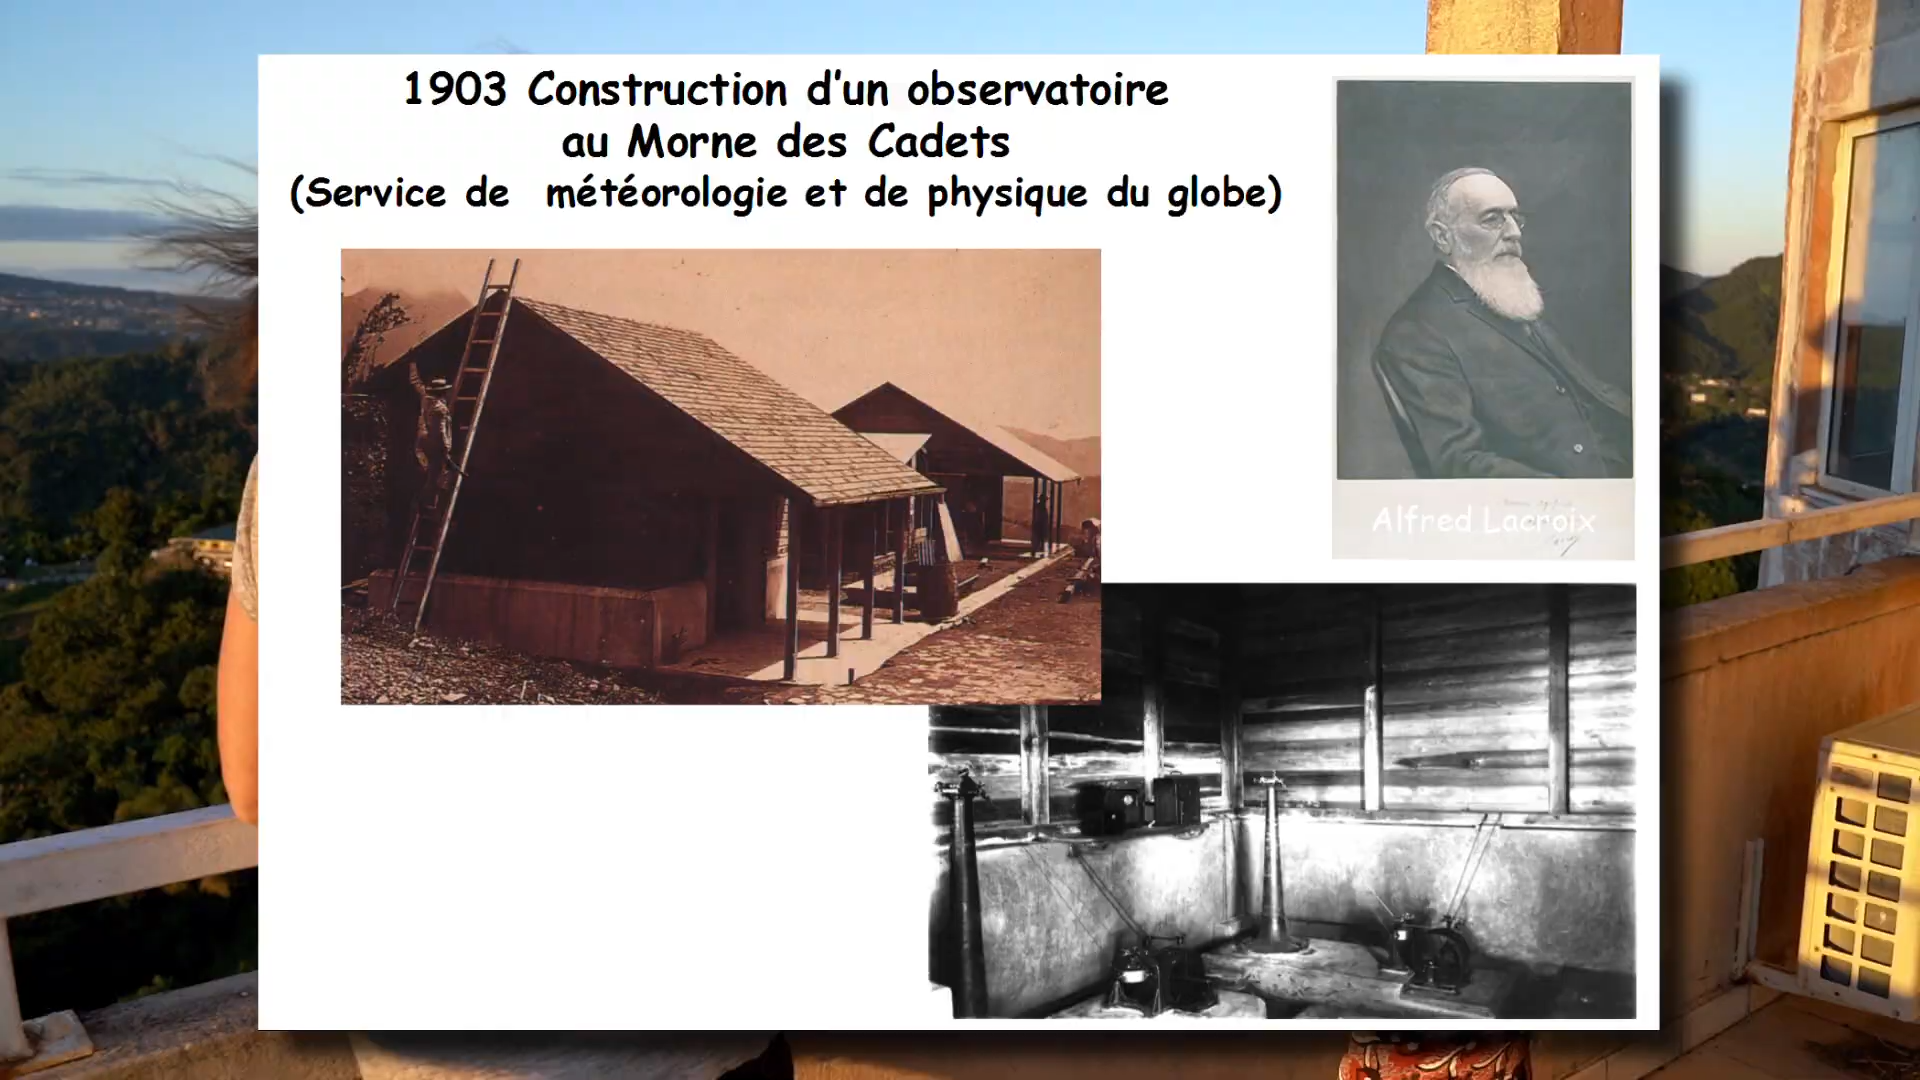 1903 Construction d'un observatoire
au Morne des Cadets
(Service de météorologie et de physique du globe)
Alfred Lacroix